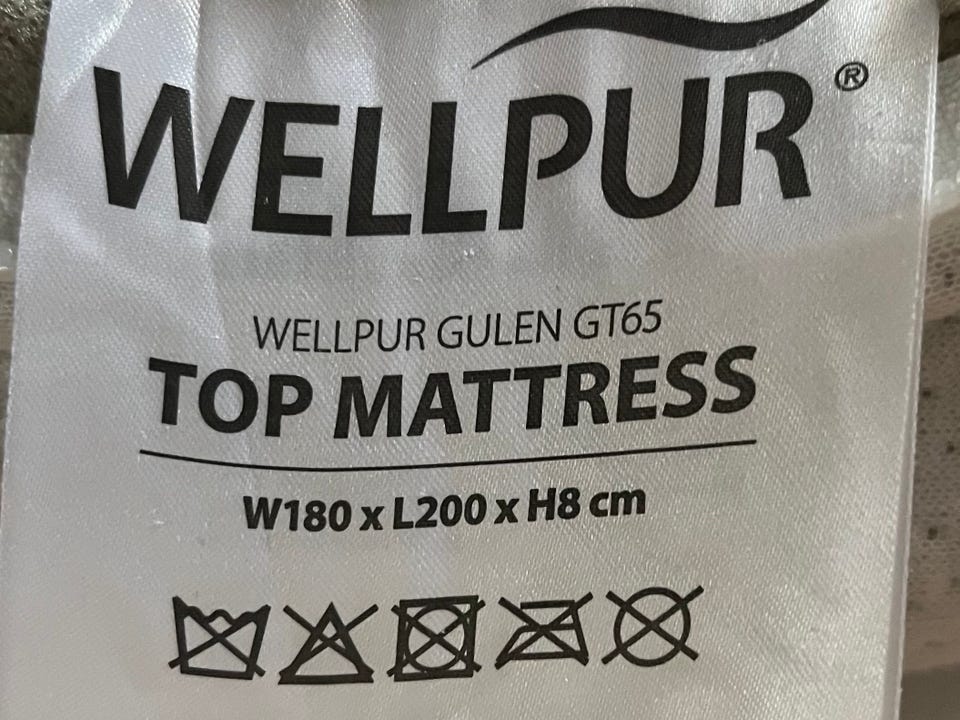 WELLPUR®
WELLPUR GULEN GT65
TOP MATTRESS
W180 x L200 x H8 cm